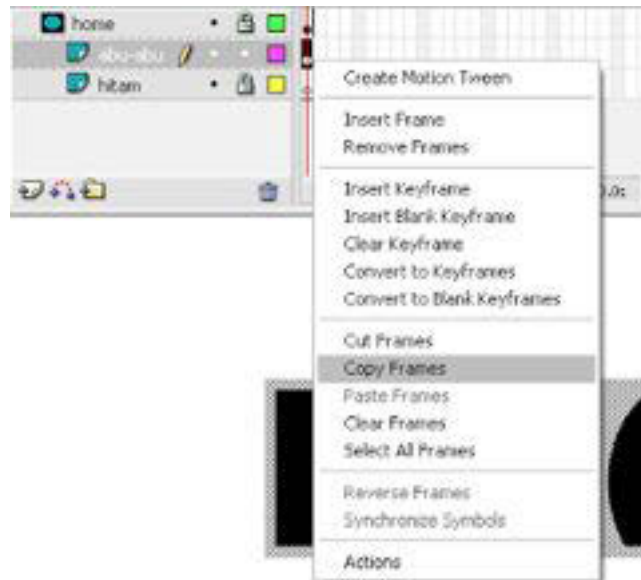 home
abu-abu
hitam
Create Motion Tween
Insert Frame
Remove Frames
Insert Keyframe
Insert Blank Keyframe
Clear Keyframe
Convert to Keyframes
Convert to Blank Keyframes
Cut Frames
Copy Frames
Paste Frames
Clear Frames
Select All Frames
Reverse Frames
Synchronize Symbols
Actions